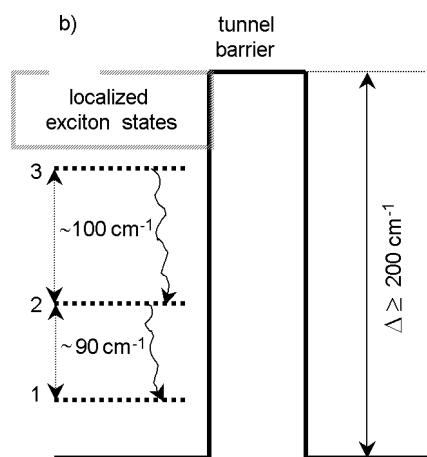 b)
tunnel
barrier
localized
exciton states
3
~100 cm⁻¹
2
~90 cm⁻¹
1
Δ ≥ 200 cm⁻¹